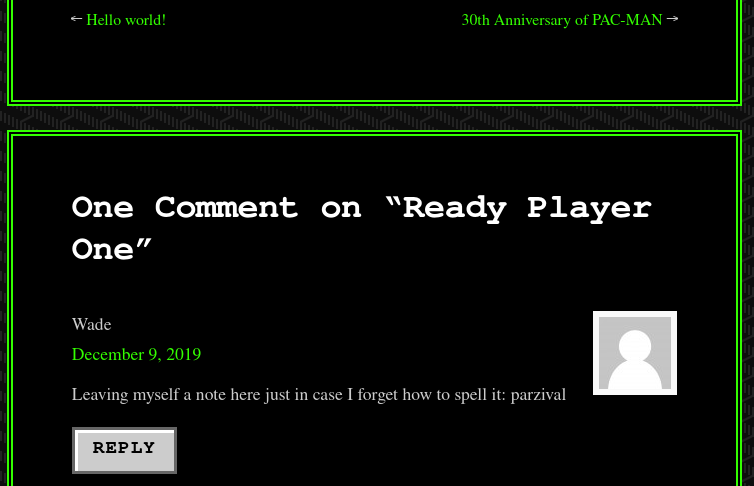 ← Hello world!
30th Anniversary of PAC-MAN →
One Comment on “Ready Player
One”
Wade
December 9, 2019
Leaving myself a note here just in case I forget how to spell it: parzival
REPLY